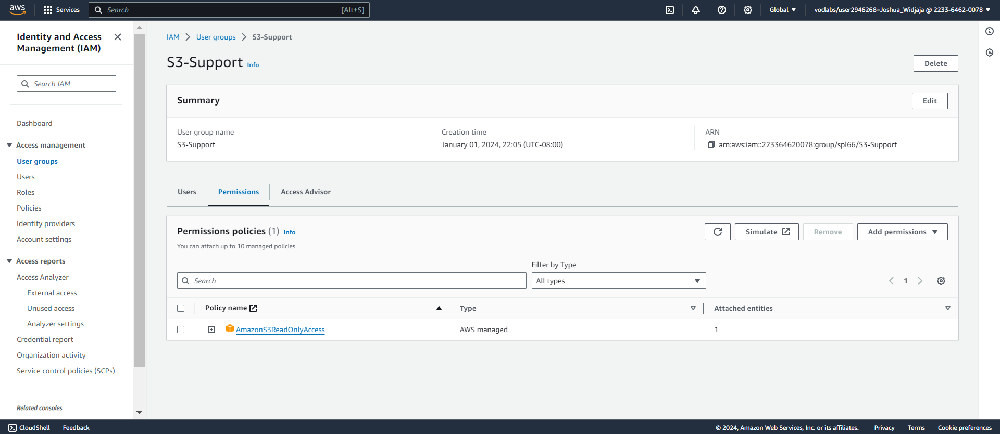 aws
Services
Search
[Alt+S]
Global
voclabs/user2946268=Joshua_Widjaja @ 2233-6462-0078
Identity and Access
Management (IAM)
Search IAM
Dashboard
Access management
User groups
Users
Roles
Policies
Identity providers
Account settings
Access reports
Access Analyzer
External access
Unused access
Analyzer settings
Credential report
Organization activity
Service control policies (SCPs)
Related consoles
IAM
User groups
S3-Support
S3-Support
Info
Delete
Summary
Edit
User group name
S3-Support
Creation time
January 01, 2024, 22:05 (UTC-08:00)
ARN
arn:aws:iam::223364620078:group/spl66/S3-Support
Users
Permissions
Access Advisor
Permissions policies (1)
Info
You can attach up to 10 managed policies.
Simulate
Remove
Add permissions
Filter by Type
Search
All types
1
Policy name
Type
Attached entities
AmazonS3ReadOnlyAccess
AWS managed
1
CloudShell
Feedback
© 2024, Amazon Web Services, Inc. or its affiliates.
Privacy
Terms
Cookie preferences